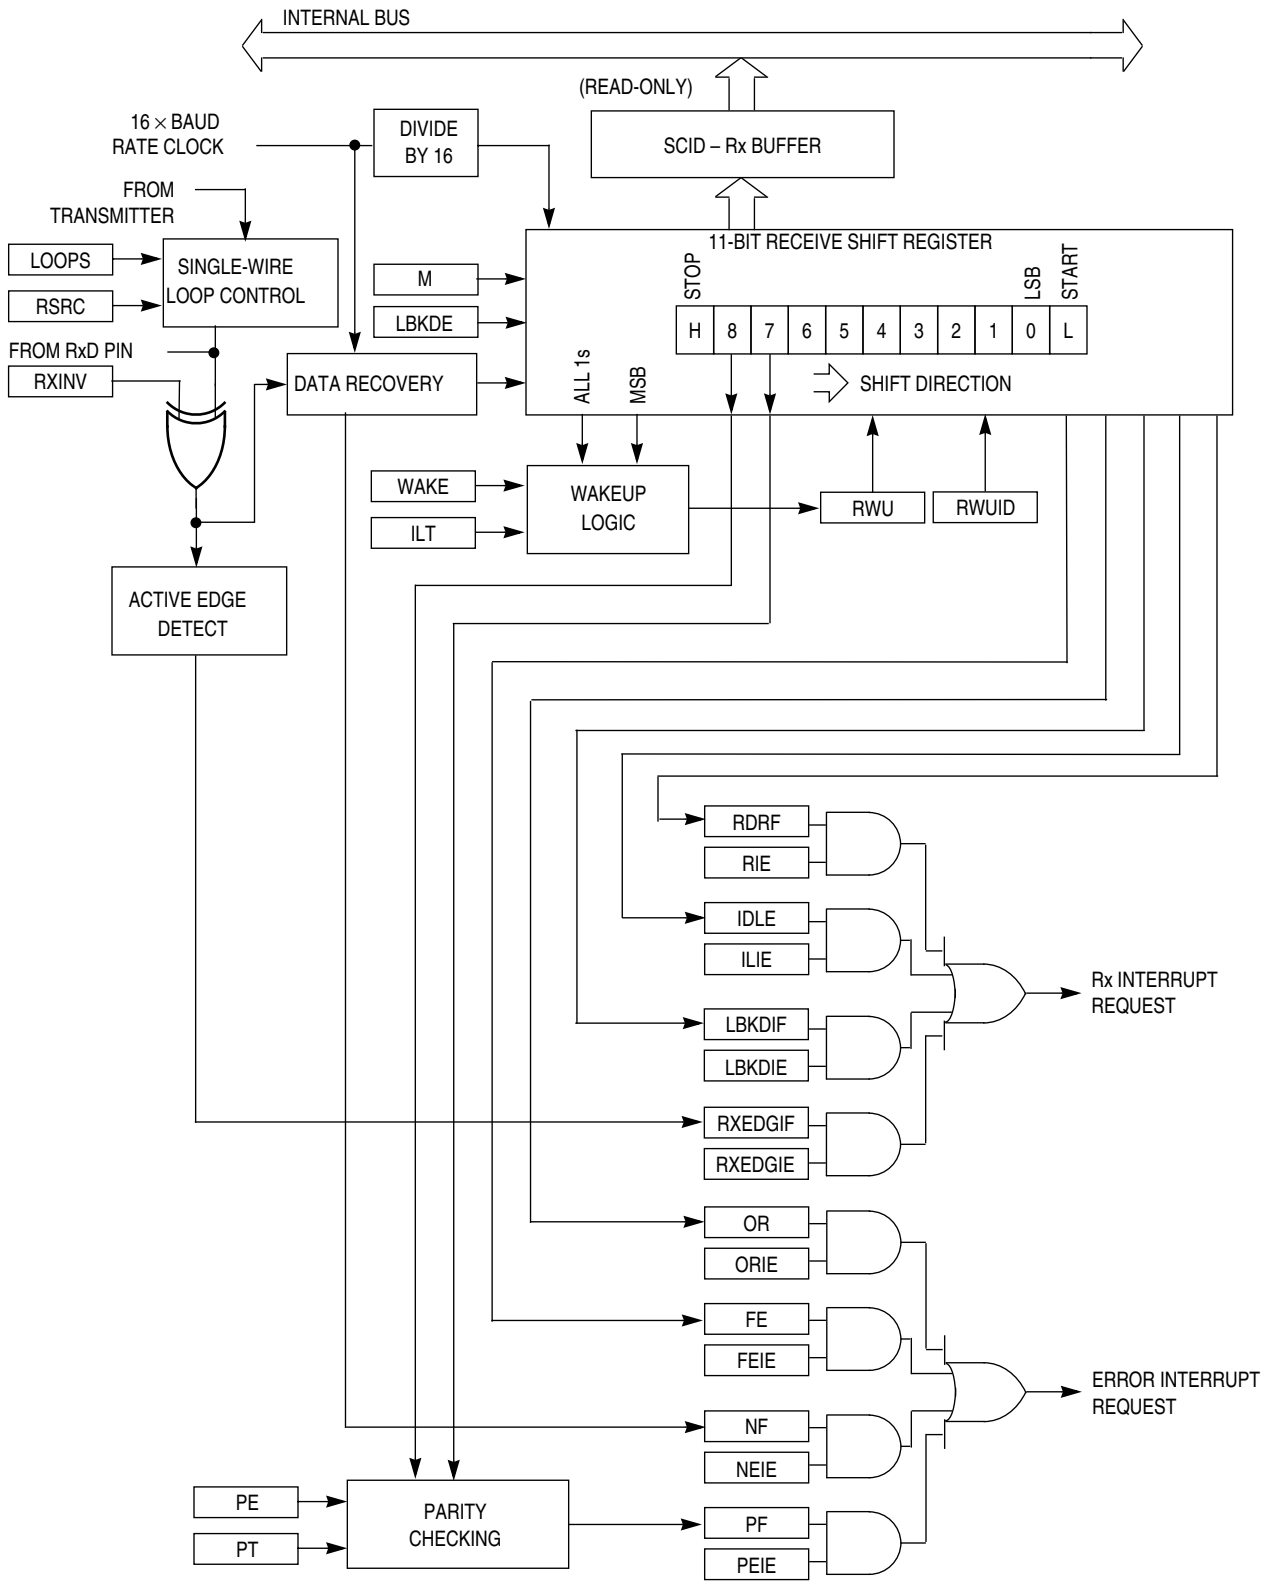 INTERNAL BUS
(READ-ONLY)
16 × BAUD
RATE CLOCK
DIVIDE
BY 16
SCID – Rx BUFFER
FROM
TRANSMITTER
11-BIT RECEIVE SHIFT REGISTER
LOOPS
SINGLE-WIRE
LOOP CONTROL
RSRC
M
LBKDE
STOP
LSB
START
H 8 7 6 5 4 3 2 1 0 L
FROM RxD PIN
RXINV
DATA RECOVERY
ALL 1s
MSB
SHIFT DIRECTION
WAKE
ILT
WAKEUP
LOGIC
RWU
RWUID
ACTIVE EDGE
DETECT
RDRF
RIE
IDLE
ILIE
Rx INTERRUPT
REQUEST
LBKDIF
LBKDIE
RXEDGIF
RXEDGIE
OR
ORIE
FE
FEIE
ERROR INTERRUPT
REQUEST
NF
NEIE
PE
PT
PARITY
CHECKING
PF
PEIE